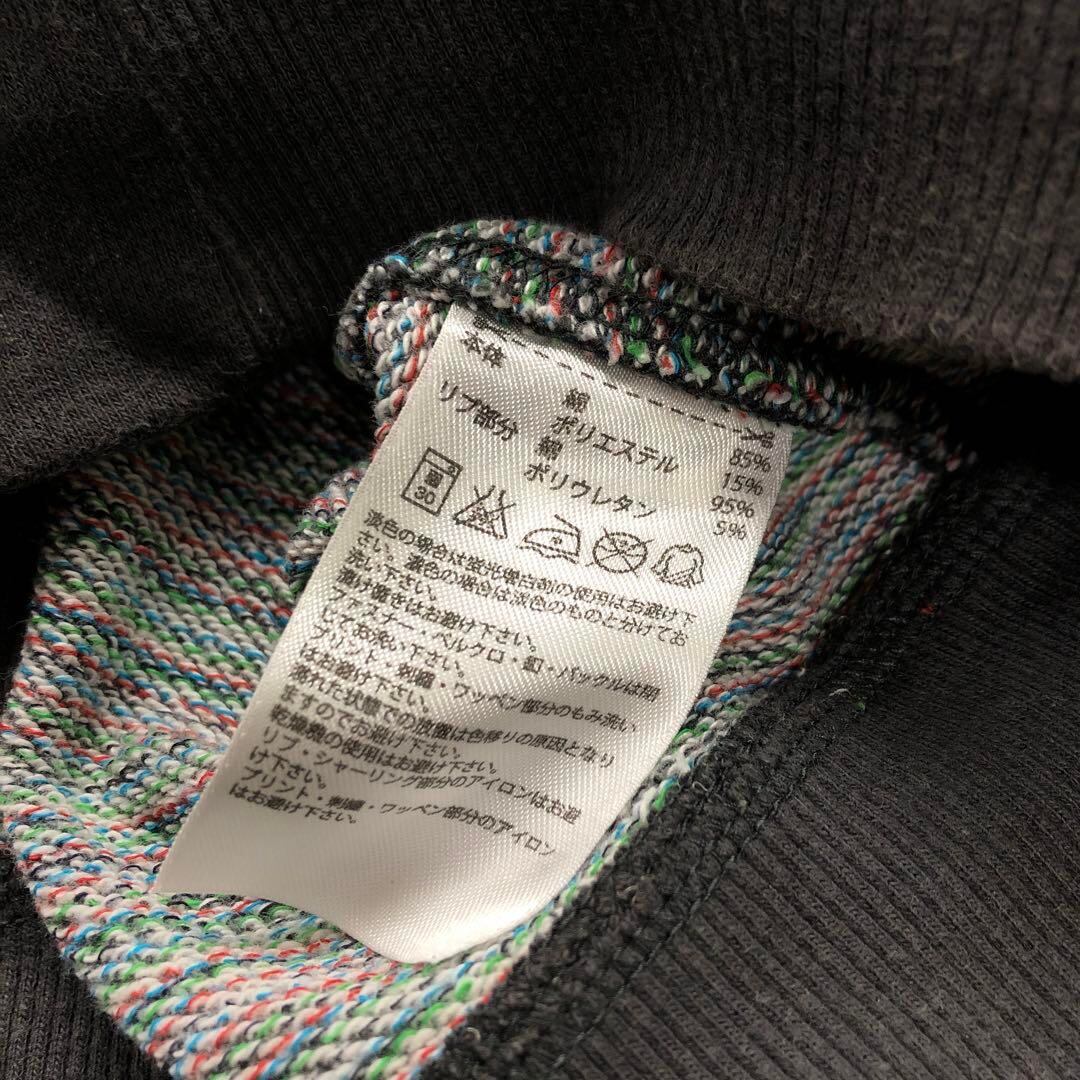 本体 綿 85%
ポリエステル 15%
リブ部分 綿 95%
ポリウレタン 5%
30
淡色の場合は蛍光増白剤の使用はお避け下
さい。濃色の場合は淡色のものと分けてお
洗い下さい。
漬け置きはお避け下さい。
ファスナー・ベルクロ・釦・バックルは閉
じてお洗い下さい。
プリント・刺繍・ワッペン部分のもみ洗い
はお避け下さい。
濡れた状態での放置は色移りの原因となり
ますのでお避け下さい。
乾燥機の使用はお避け下さい。
リブ・シャーリング部分のアイロンはお避
け下さい。
プリント・刺繍・ワッペン部分のアイロン
はお避け下さい。